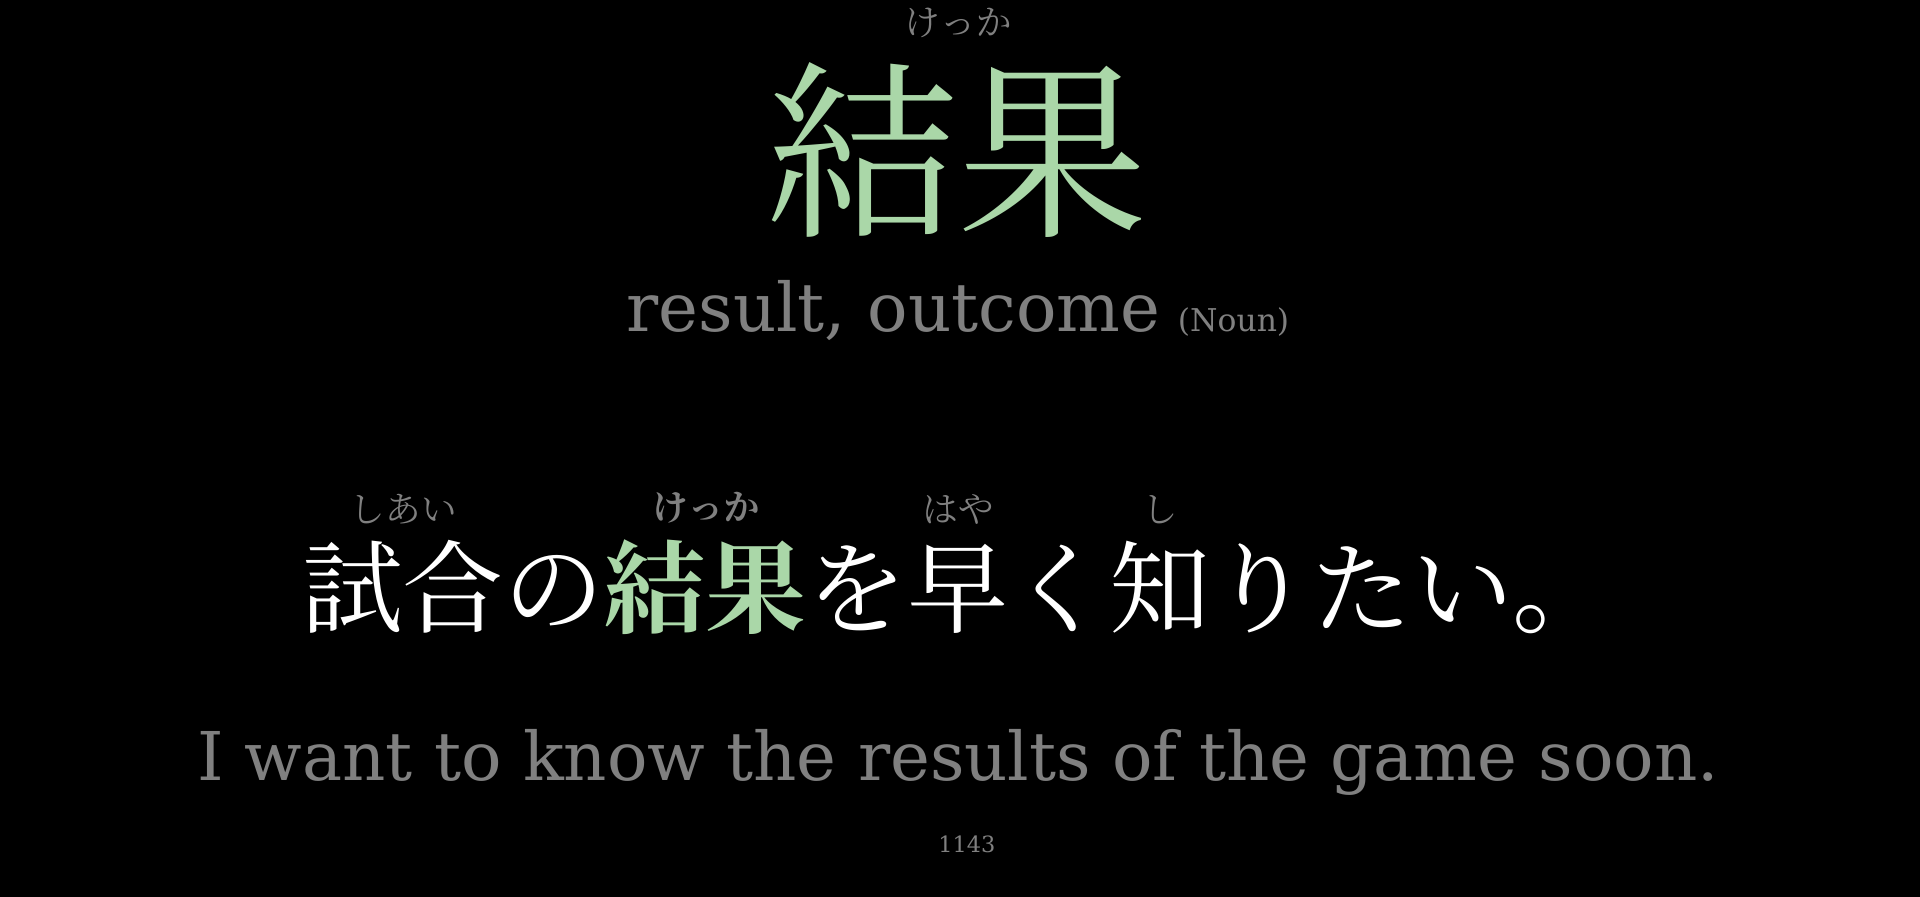 けっか
結果
result, outcome (Noun)
しあい けっか はや し
試合の結果を早く知りたい。
I want to know the results of the game soon.
1143